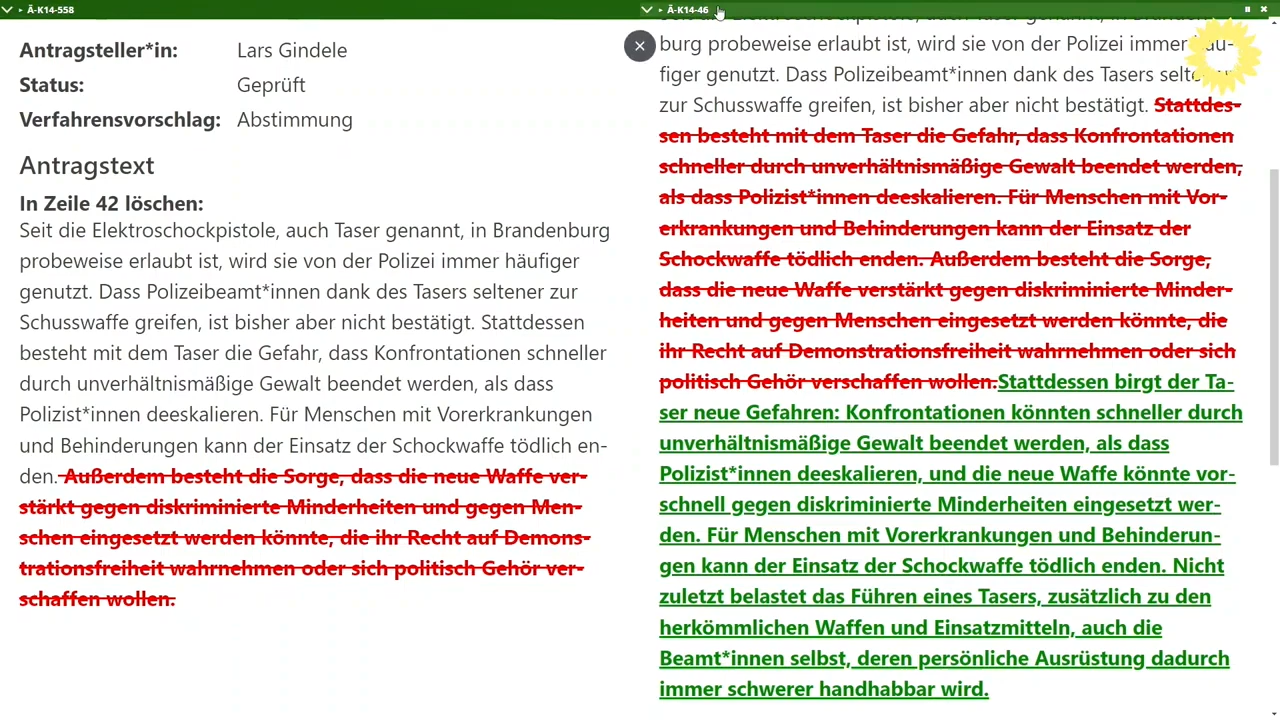 Ä-K14-558
Antragsteller*in: Lars Gindele
Status: Geprüft
Verfahrensvorschlag: Abstimmung
Antragstext
In Zeile 42 löschen:
Seit die Elektroschockpistole, auch Taser genannt, in Brandenburg
probeweise erlaubt ist, wird sie von der Polizei immer häufiger
genutzt. Dass Polizeibeamt*innen dank des Tasers seltener zur
Schusswaffe greifen, ist bisher aber nicht bestätigt. Stattdessen
besteht mit dem Taser die Gefahr, dass Konfrontationen schneller
durch unverhältnismäßige Gewalt beendet werden, als dass
Polizist*innen deeskalieren. Für Menschen mit Vorerkrankungen
und Behinderungen kann der Einsatz der Schockwaffe tödlich en-
den. Außerdem besteht die Sorge, dass die neue Waffe ver-
stärkt gegen diskriminierte Minderheiten und gegen Men-
schen eingesetzt werden könnte, die ihr Recht auf Demons-
trationsfreiheit wahrnehmen oder sich politisch Gehör ver-
schaffen wollen.
Ä-K14-46
Seit die Elektroschockpistole, auch Taser genannt, in Branden-
burg probeweise erlaubt ist, wird sie von der Polizei immer häu-
figer genutzt. Dass Polizeibeamt*innen dank des Tasers seltener
zur Schusswaffe greifen, ist bisher aber nicht bestätigt. Stattdes-
sen besteht mit dem Taser die Gefahr, dass Konfrontationen
schneller durch unverhältnismäßige Gewalt beendet werden,
als dass Polizist*innen deeskalieren. Für Menschen mit Vor-
erkrankungen und Behinderungen kann der Einsatz der
Schockwaffe tödlich enden. Außerdem besteht die Sorge,
dass die neue Waffe verstärkt gegen diskriminierte Minder-
heiten und gegen Menschen eingesetzt werden könnte, die
ihr Recht auf Demonstrationsfreiheit wahrnehmen oder sich
politisch Gehör verschaffen wollen.Stattdessen birgt der Ta-
ser neue Gefahren: Konfrontationen könnten schneller durch
unverhältnismäßige Gewalt beendet werden, als dass
Polizist*innen deeskalieren, und die neue Waffe könnte vor-
schnell gegen diskriminierte Minderheiten eingesetzt wer-
den. Für Menschen mit Vorerkrankungen und Behinderun-
gen kann der Einsatz der Schockwaffe tödlich enden. Nicht
zuletzt belastet das Führen eines Tasers, zusätzlich zu den
herkömmlichen Waffen und Einsatzmitteln, auch die
Beamt*innen selbst, deren persönliche Ausrüstung dadurch
immer schwerer handhabbar wird.